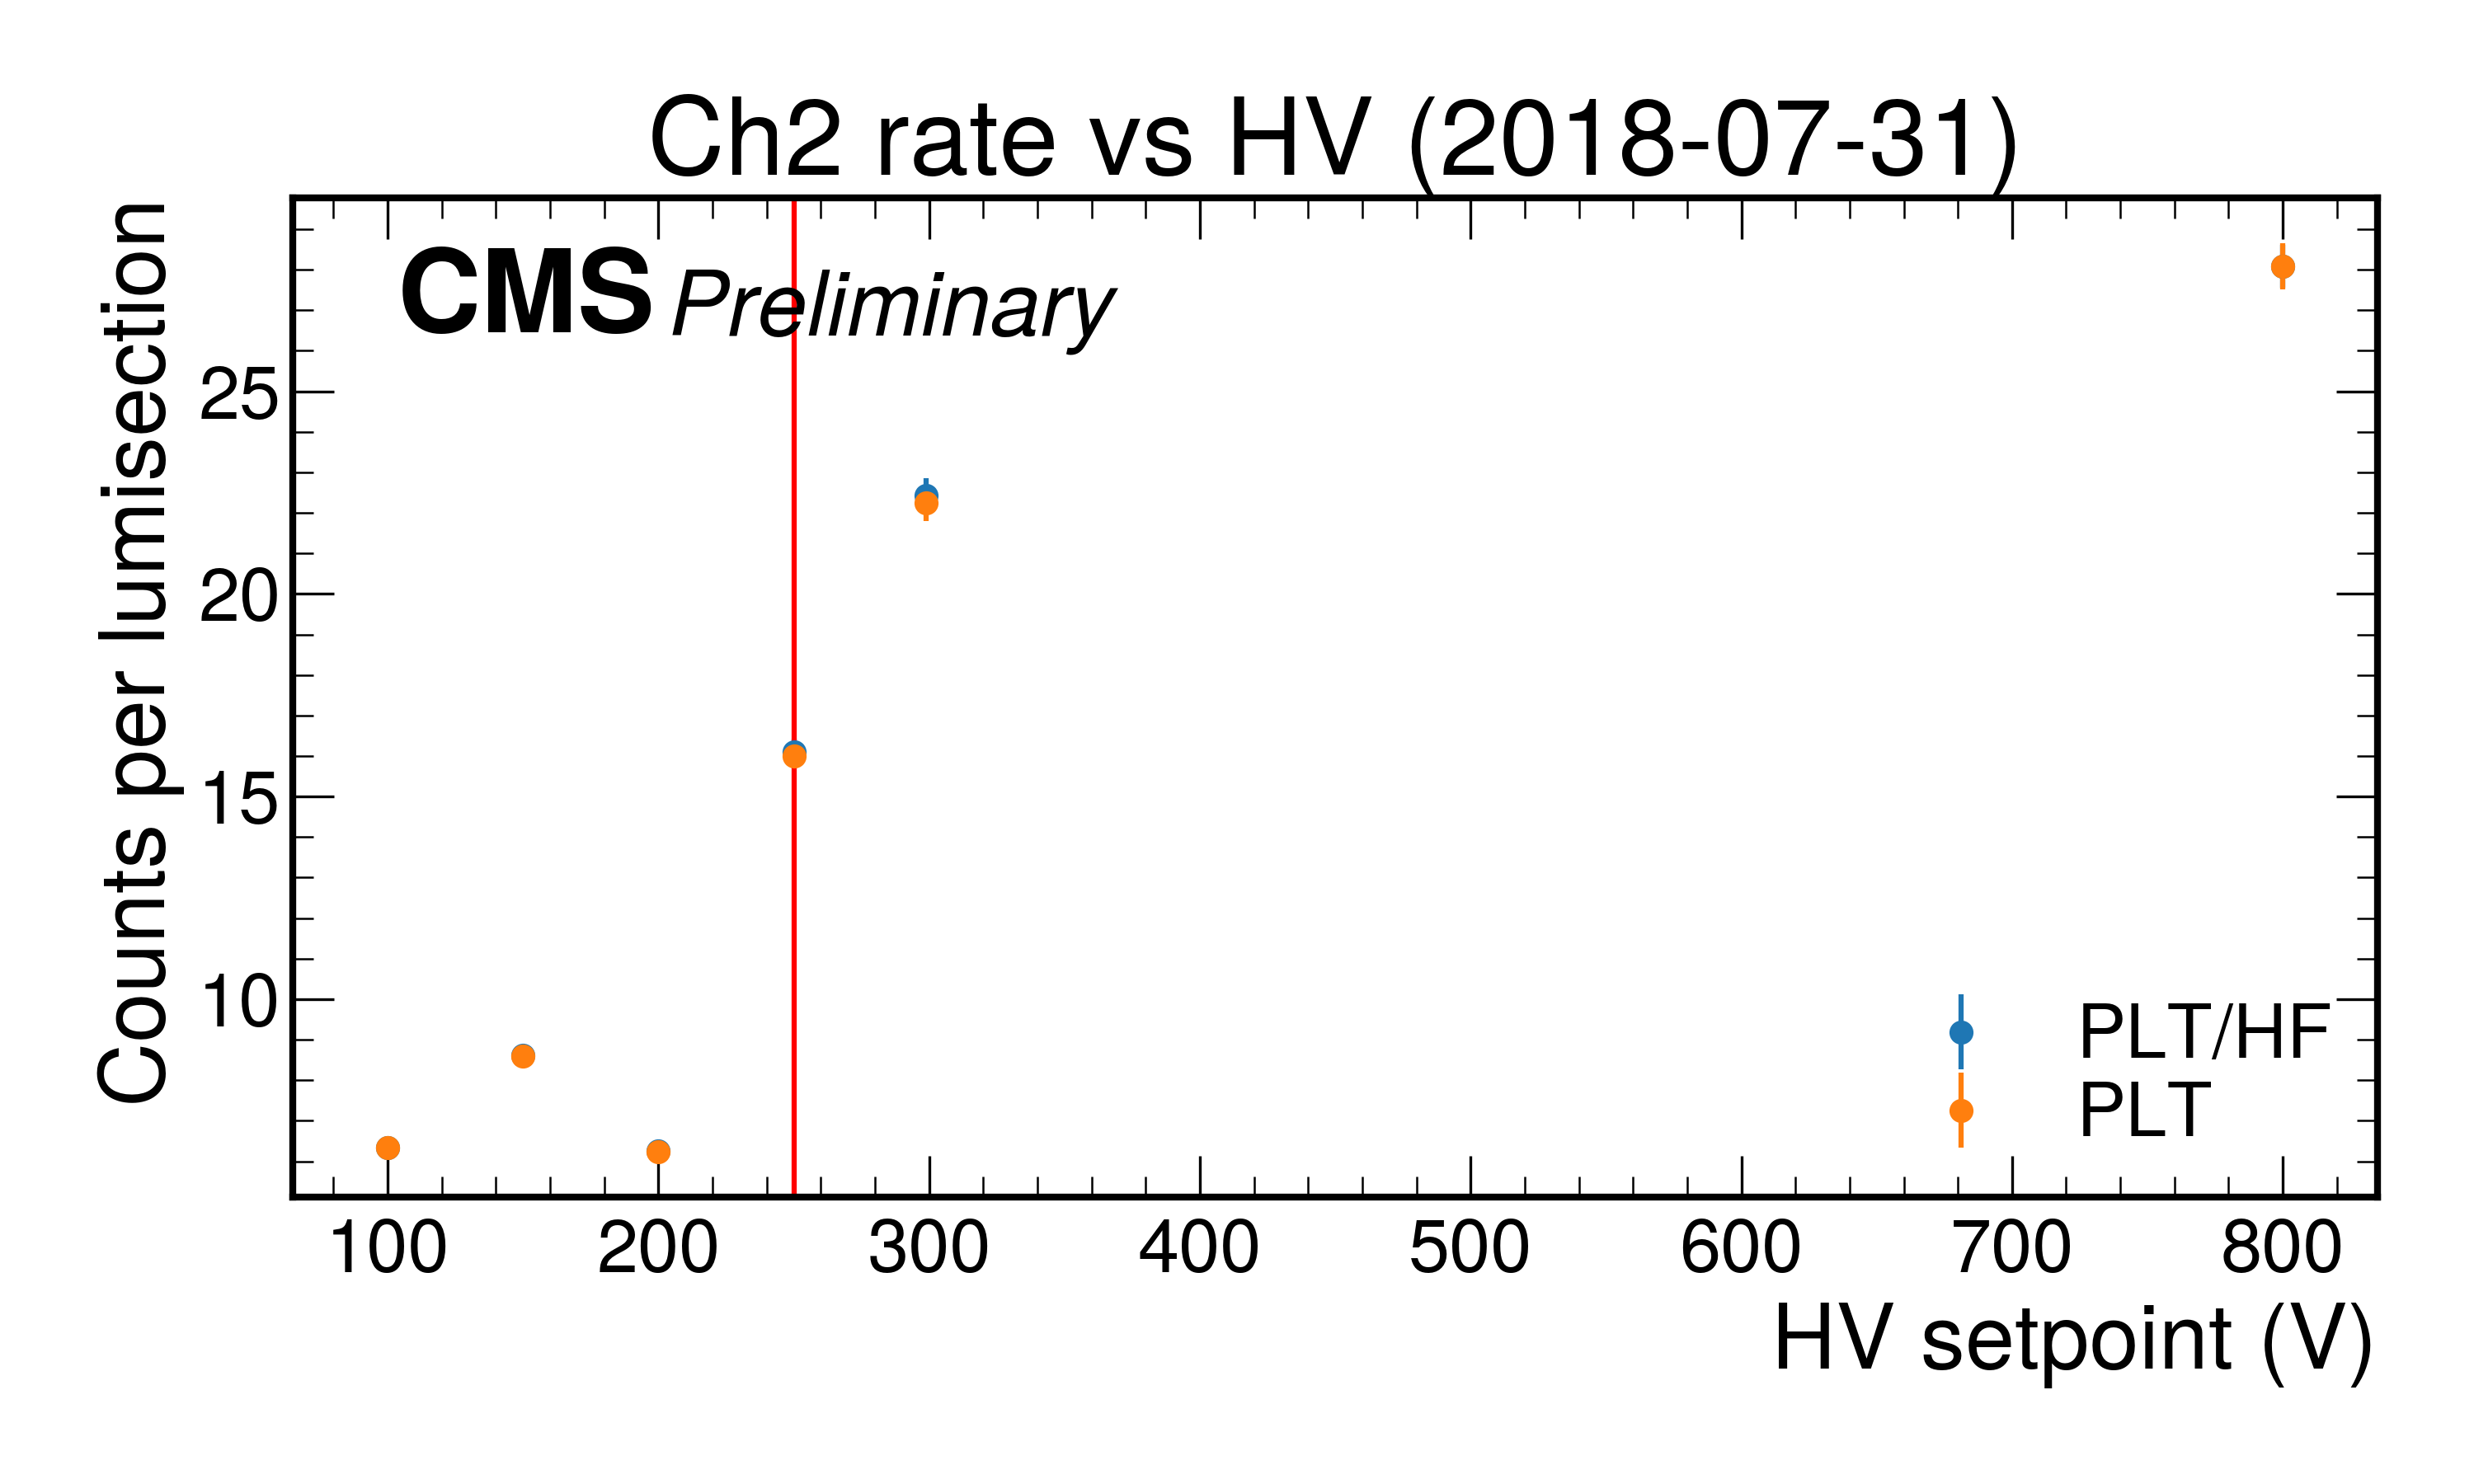 Ch2 rate vs HV (2018-07-31)
CMS Preliminary
Counts per lumisection
25
20
15
10
PLT/HF
PLT
100 200 300 400 500 600 700 800
HV setpoint (V)